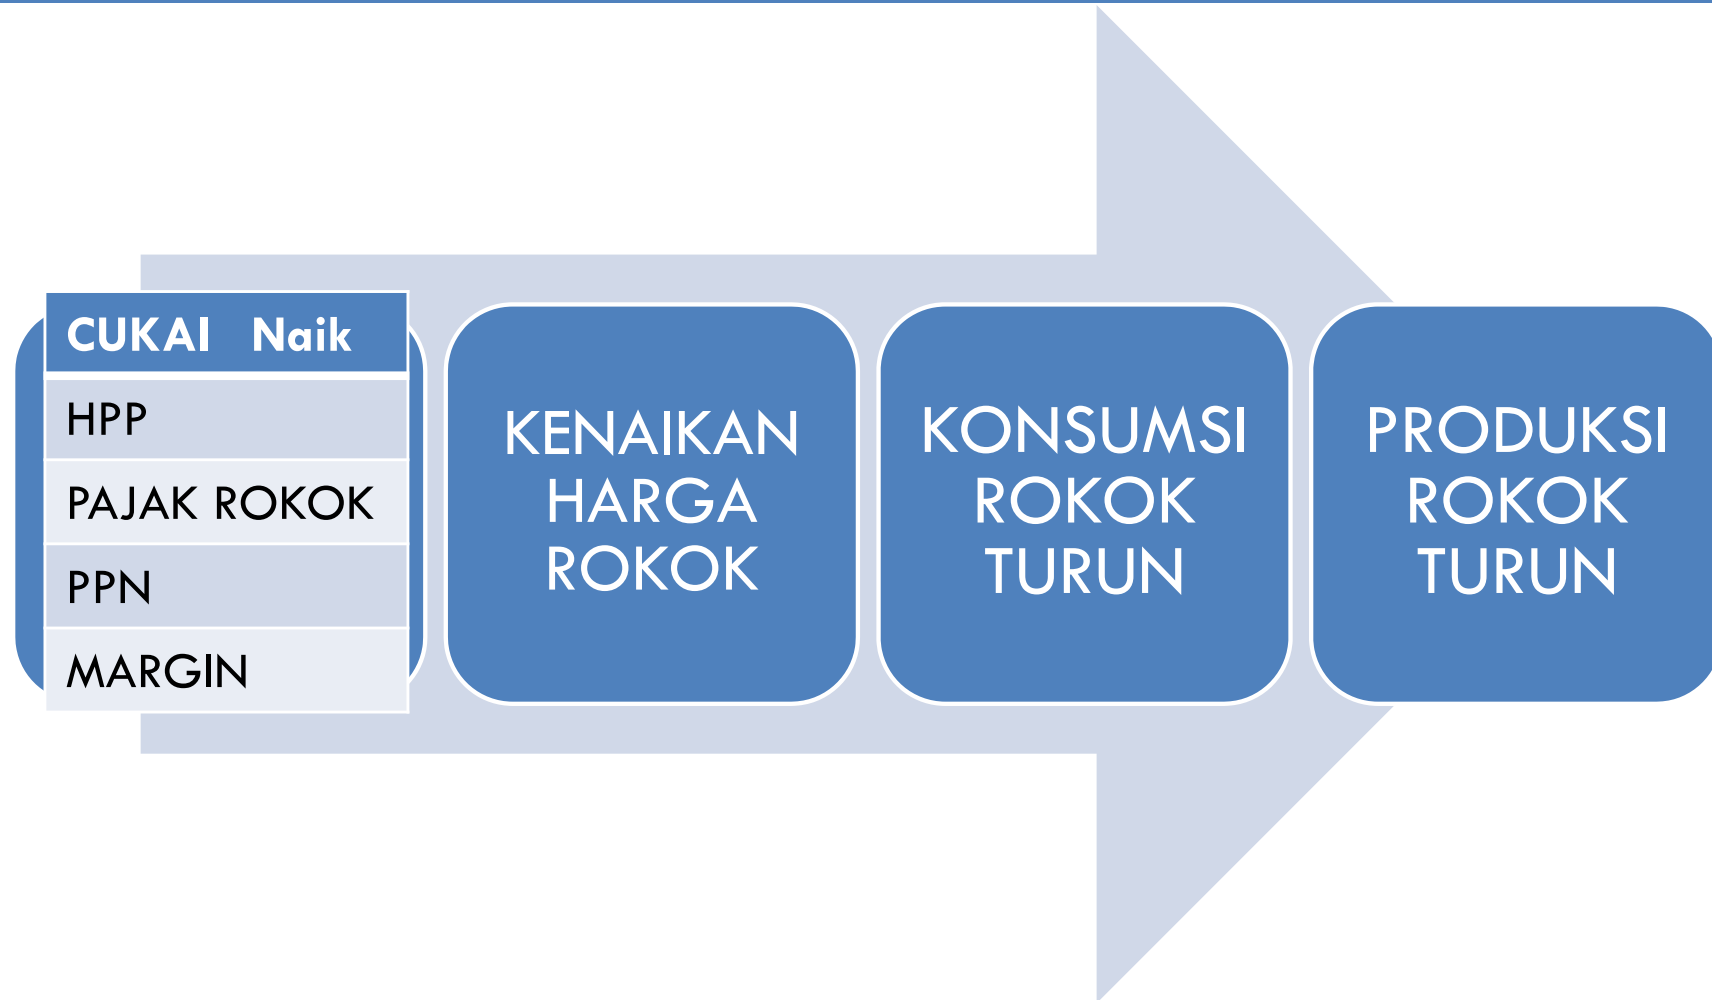 CUKAI Naik
HPP
PAJAK ROKOK
PPN
MARGIN
KENAIKAN
HARGA
ROKOK
KONSUMSI
ROKOK
TURUN
PRODUKSI
ROKOK
TURUN